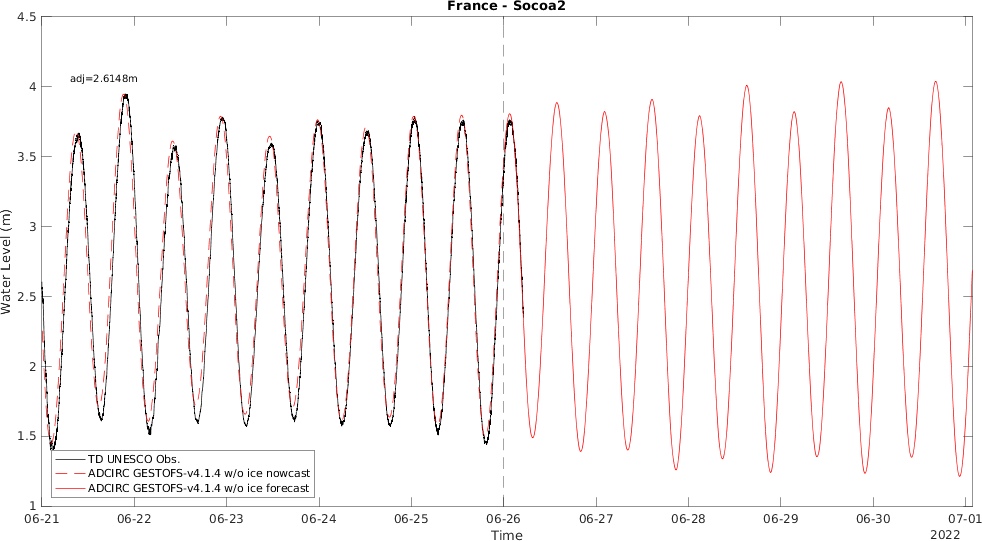 France - Socoa2
4.5
4
3.5
3
2.5
2
1.5
1
Water Level (m)
adj=2.6148m
TD UNESCO Obs.
ADCIRC GESTOFS-v4.1.4 w/o ice nowcast
ADCIRC GESTOFS-v4.1.4 w/o ice forecast
06-21 06-22 06-23 06-24 06-25 06-26 06-27 06-28 06-29 06-30 07-01
Time
2022